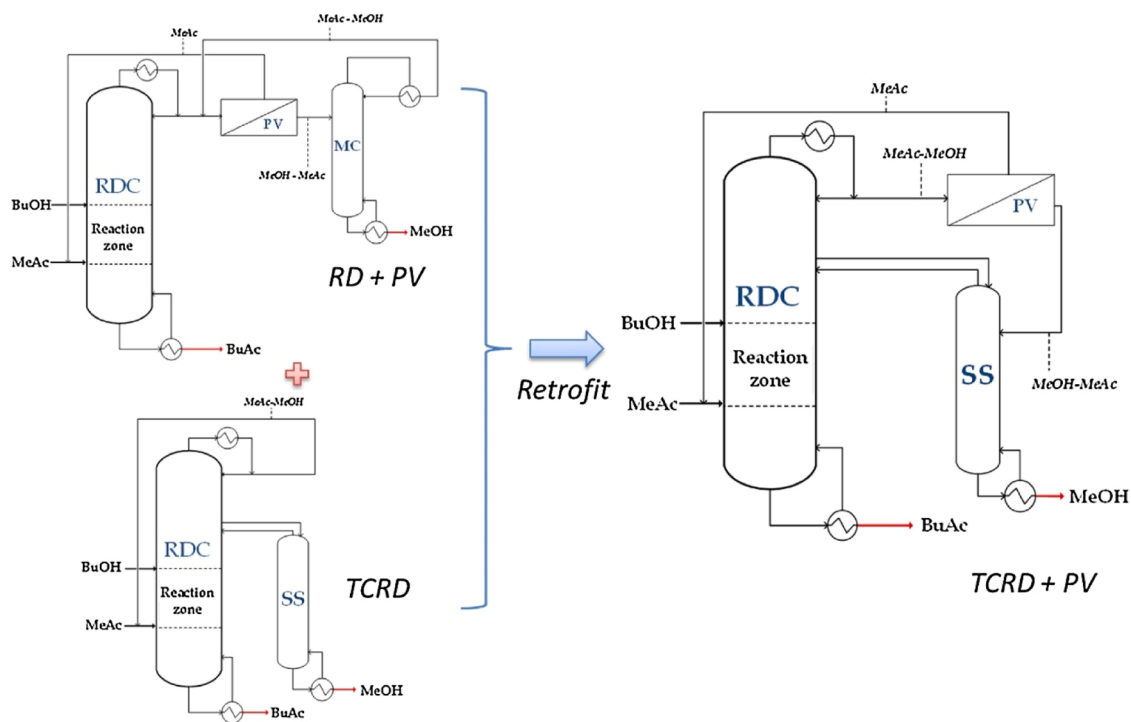 MeAc - MeOH
MeAc
PV
MC
RDC
MeOH - MeAc
BuOH
Reaction
zone
MeAc
MeOH
RD + PV
BuAc
MeAc-MeOH
RDC
BuOH
Reaction
zone
MeAc
SS
TCRD
MeOH
BuAc
Retrofit
MeAc
MeAc-MeOH
PV
RDC
BuOH
Reaction
zone
MeAc
SS
MeOH-MeAc
MeOH
BuAc
TCRD + PV